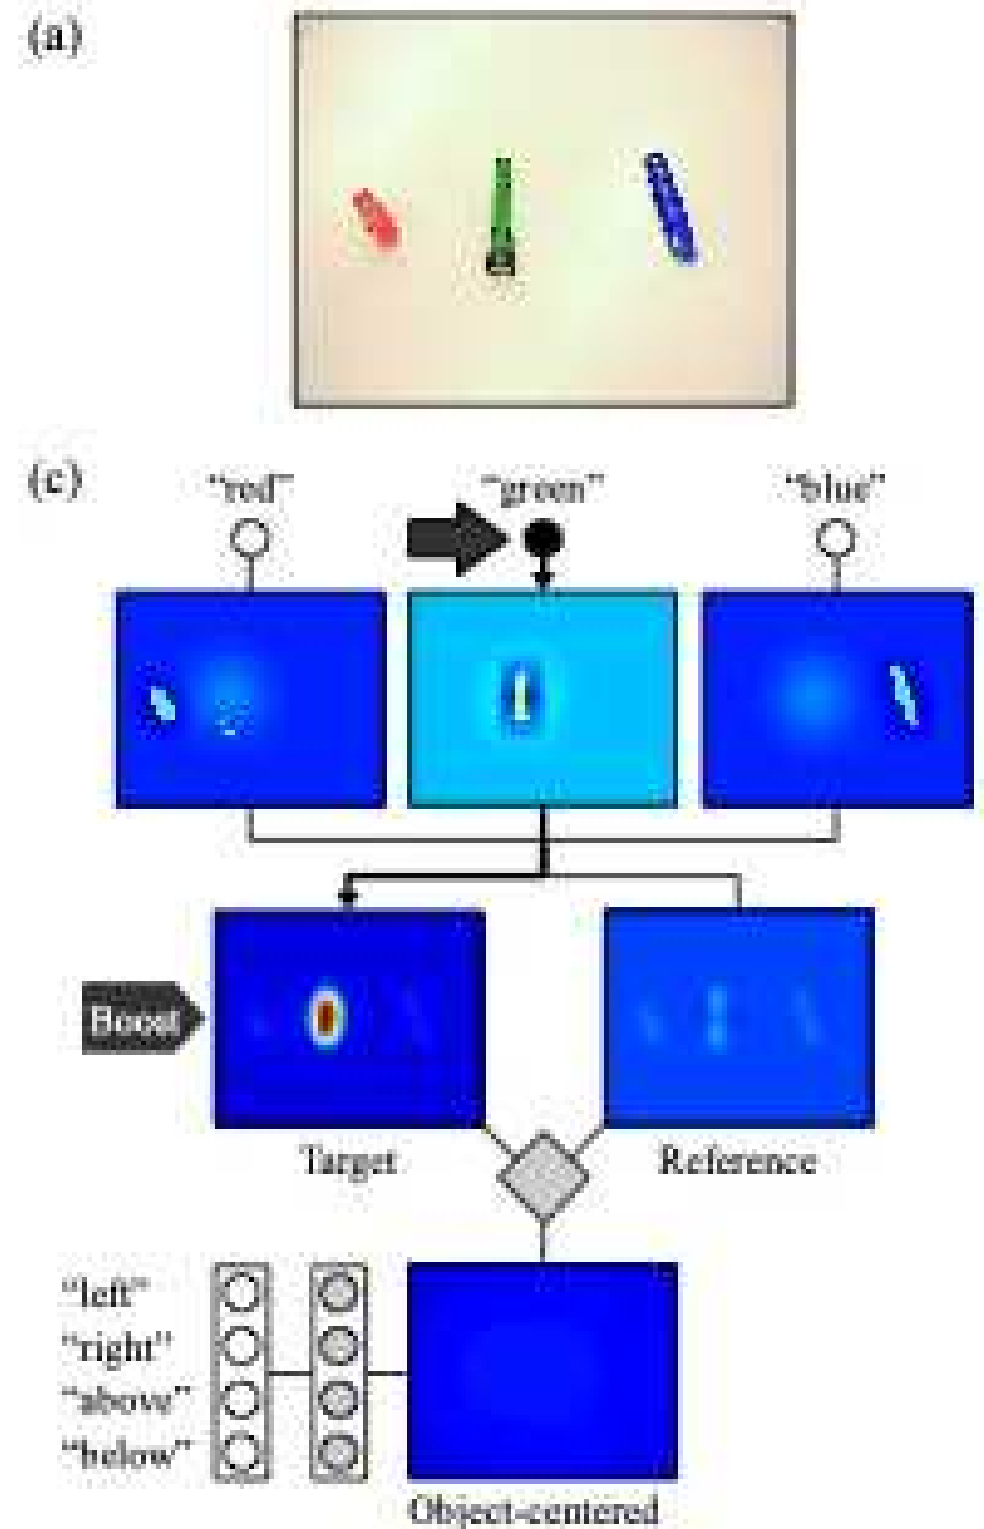 (a)
(c)
“red” “green” “blue”
Boost
Target Reference
“left”
“right”
“above”
“below”
Object-centered